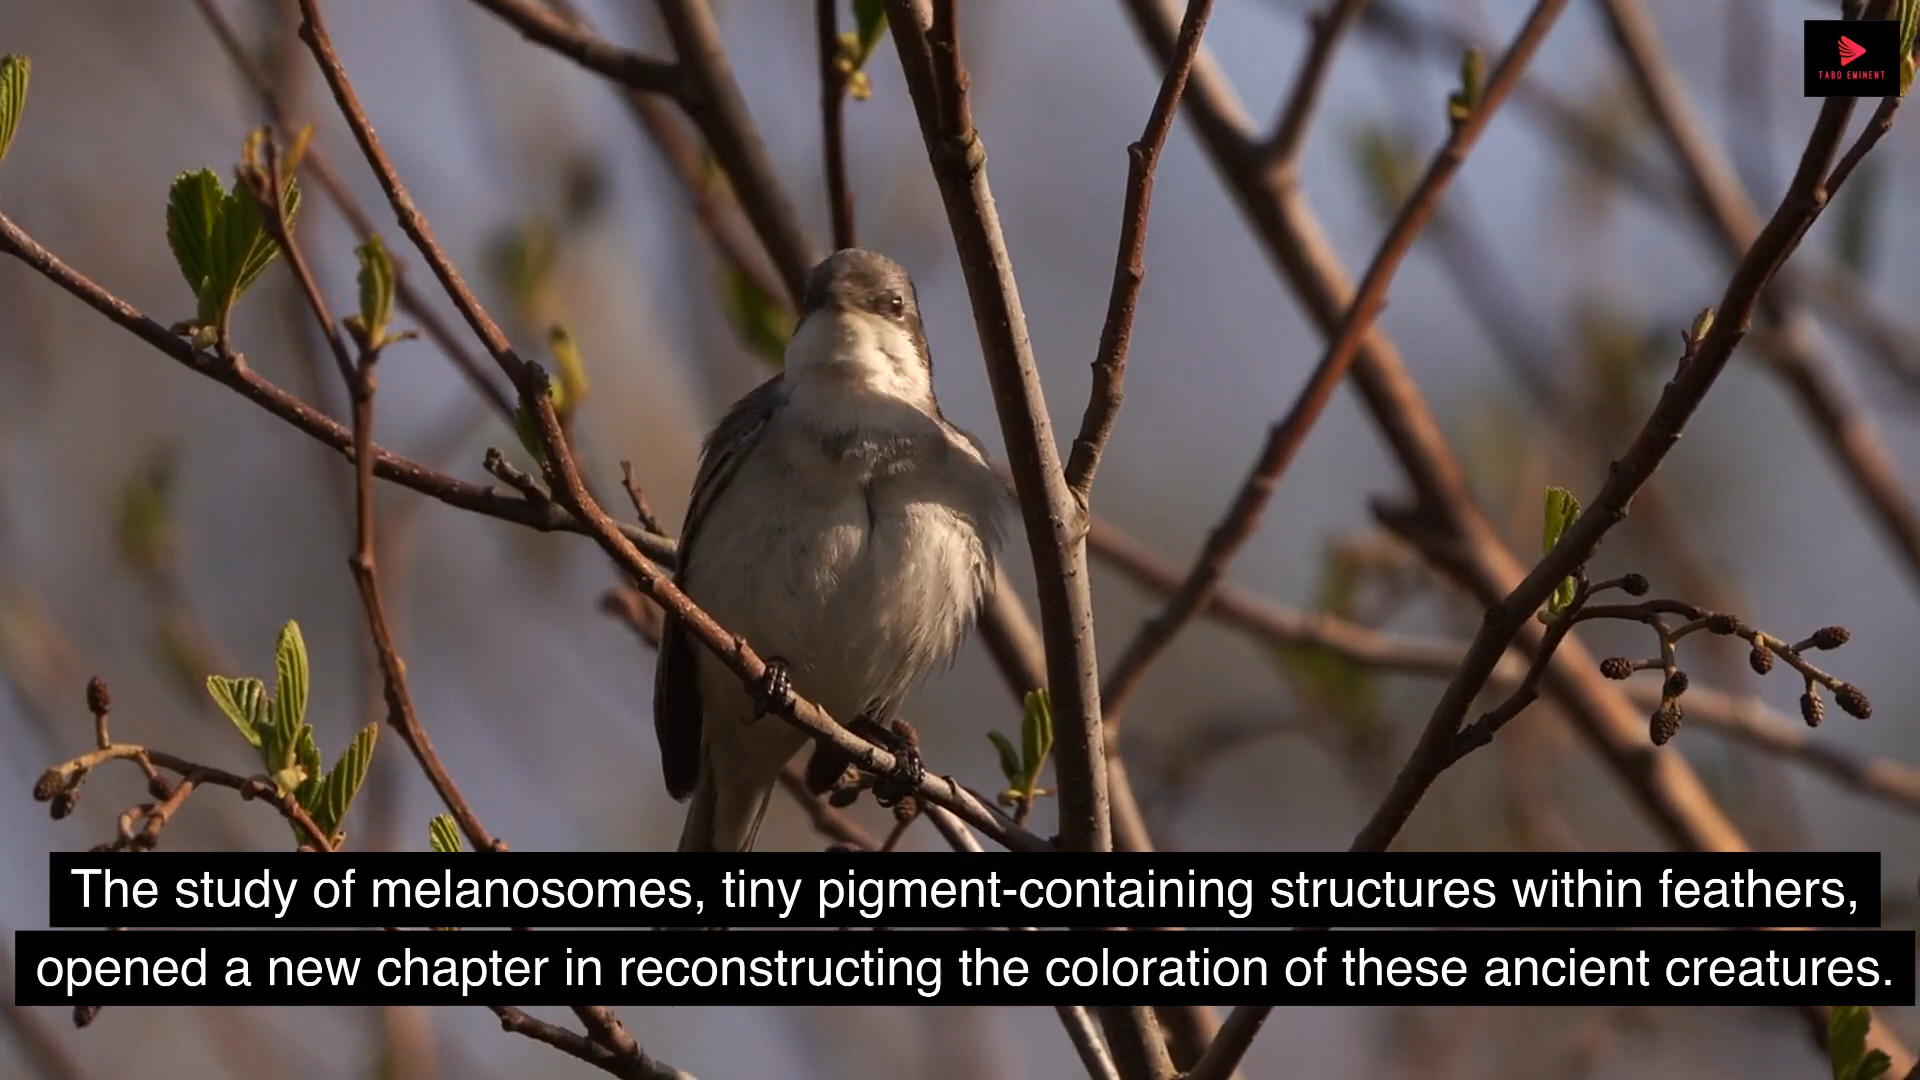 TABO EMINENT
The study of melanosomes, tiny pigment-containing structures within feathers,
opened a new chapter in reconstructing the coloration of these ancient creatures.